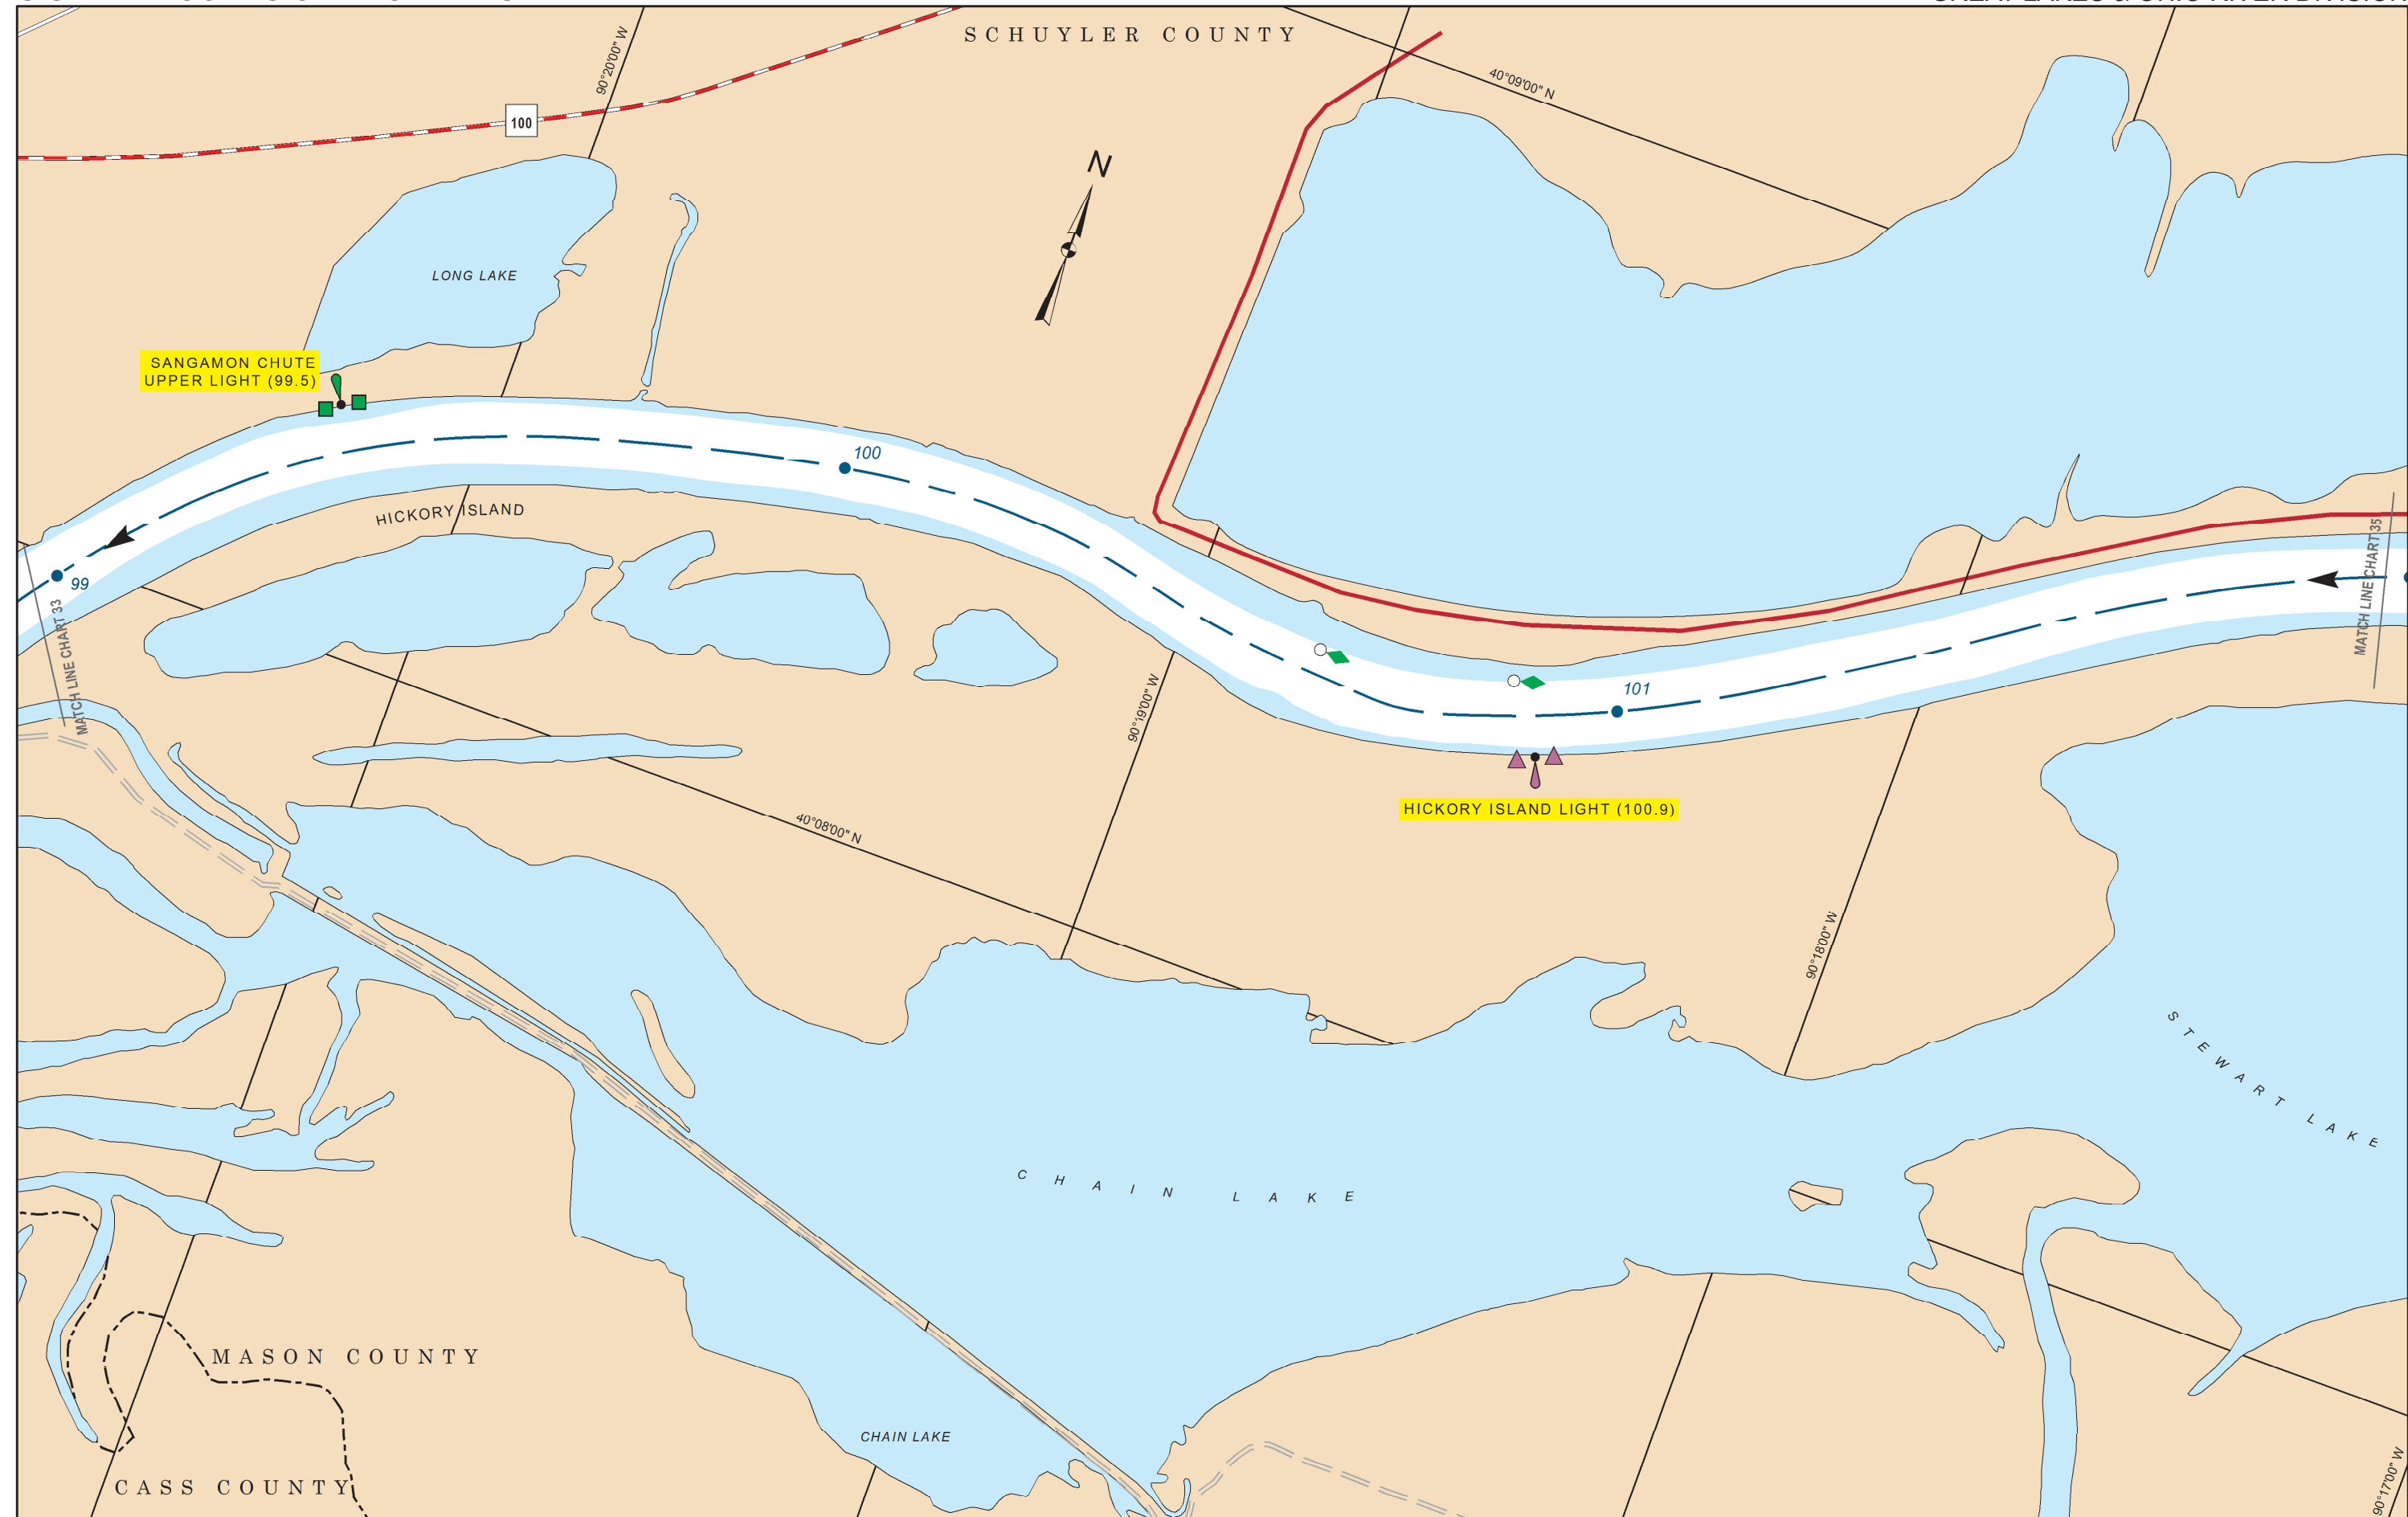 SCHUYLER COUNTY
90°20'00" W
40°09'00" N
100
N
LONG LAKE
SANGAMON CHUTE
UPPER LIGHT (99.5)
100
HICKORY ISLAND
99
MATCH LINE CHART 33
MATCH LINE CHART 35
101
90°19'00" W
HICKORY ISLAND LIGHT (100.9)
40°08'00" N
90°18'00" W
STEWART LAKE
CHAIN LAKE
MASON COUNTY
CHAIN LAKE
CASS COUNTY
90°17'00" W